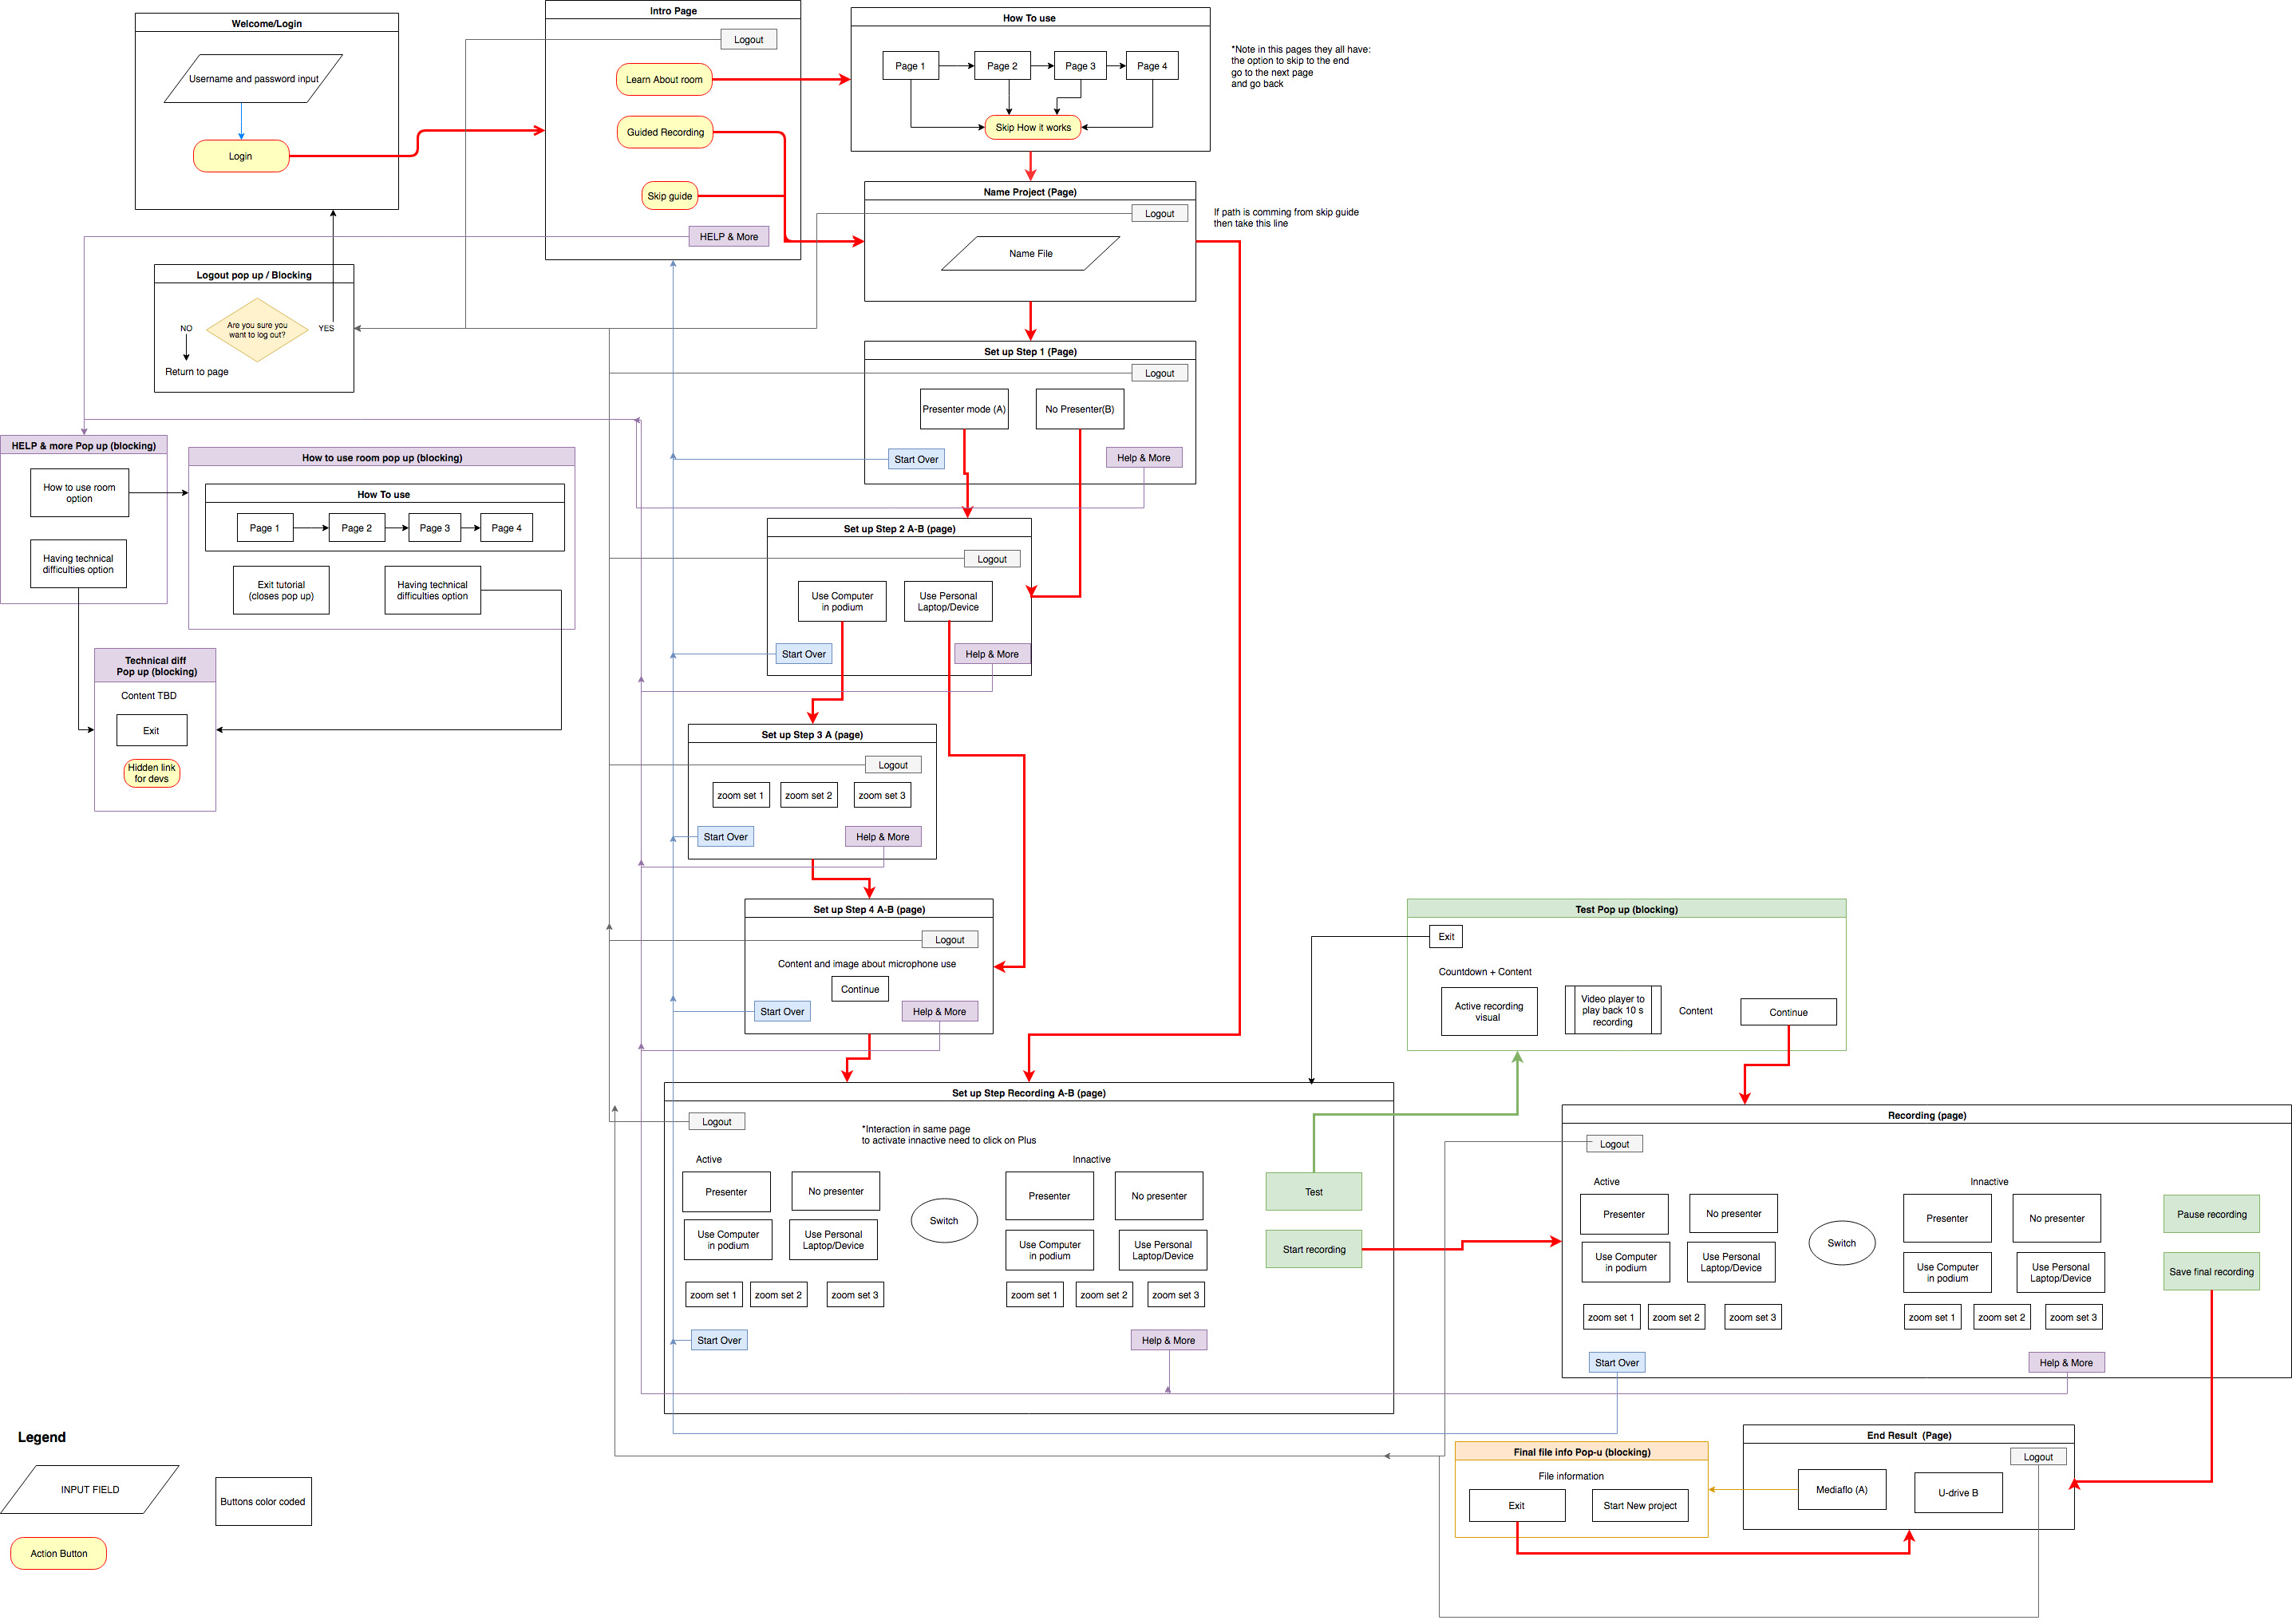 Welcome/Login
Username and password input
Login
Intro Page
Logout
Learn About room
Guided Recording
Skip guide
HELP & More
How To use
Page 1
Page 2
Page 3
Page 4
Skip How it works
*Note in this pages they all have:
the option to skip to the end
go to the next page
and go back
Name Project (Page)
Logout
Name File
If path is comming from skip guide
then take this line
Logout pop up / Blocking
NO
Are you sure you
want to log out?
YES
Return to page
Set up Step 1 (Page)
Logout
Presenter mode (A)
No Presenter(B)
Start Over
Help & More
HELP & more Pop up (blocking)
How to use room
option
Having technical
difficulties option
How to use room pop up (blocking)
How To use
Page 1
Page 2
Page 3
Page 4
Exit tutorial
(closes pop up)
Having technical
difficulties option
Technical diff
Pop up (blocking)
Content TBD
Exit
Hidden link
for devs
Set up Step 2 A-B (page)
Logout
Use Computer
in podium
Use Personal
Laptop/Device
Start Over
Help & More
Set up Step 3 A (page)
Logout
zoom set 1
zoom set 2
zoom set 3
Start Over
Help & More
Set up Step 4 A-B (page)
Logout
Content and image about microphone use
Continue
Start Over
Help & More
Test Pop up (blocking)
Exit
Countdown + Content
Active recording
visual
Video player to
play back 10 s
recording
Content
Continue
Set up Step Recording A-B (page)
Logout
*Interaction in same page
to activate innactive need to click on Plus
Active
Innactive
Presenter
No presenter
Use Computer
in podium
Use Personal
Laptop/Device
Switch
Presenter
No presenter
Use Computer
in podium
Use Personal
Laptop/Device
Test
Start recording
zoom set 1
zoom set 2
zoom set 3
zoom set 1
zoom set 2
zoom set 3
Start Over
Help & More
Recording (page)
Logout
Active
Innactive
Presenter
No presenter
Use Computer
in podium
Use Personal
Laptop/Device
Switch
Presenter
No presenter
Use Computer
in podium
Use Personal
Laptop/Device
Pause recording
Save final recording
zoom set 1
zoom set 2
zoom set 3
zoom set 1
zoom set 2
zoom set 3
Start Over
Help & More
Final file info Pop-u (blocking)
File information
Exit
Start New project
End Result (Page)
Logout
Mediaflo (A)
U-drive B
Legend
INPUT FIELD
Buttons color coded
Action Button